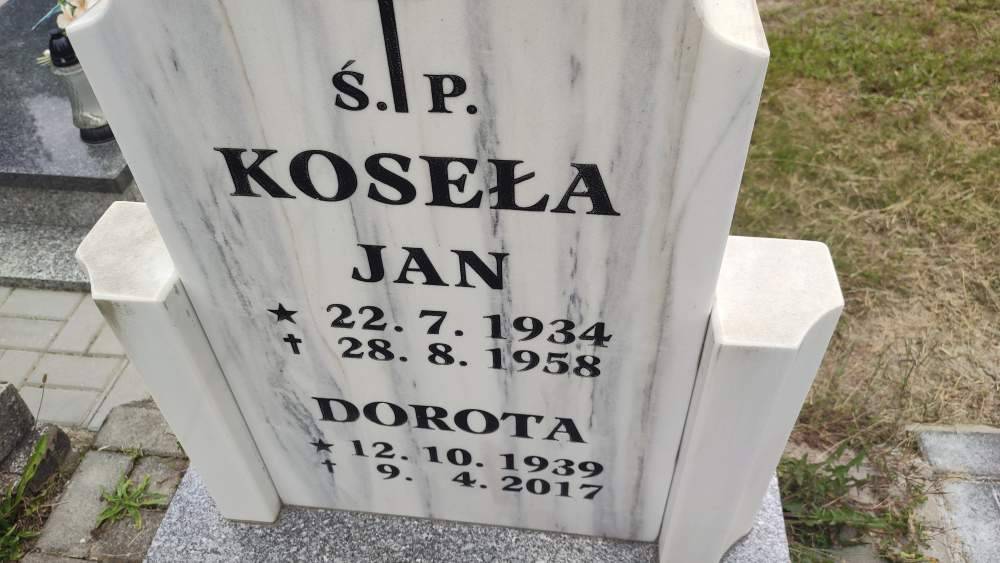 Ś. P.
KOSEŁA
JAN
★ 22. 7. 1934
✝ 28. 8. 1958
DOROTA
★ 12. 10. 1939
✝ 9. 4. 2017